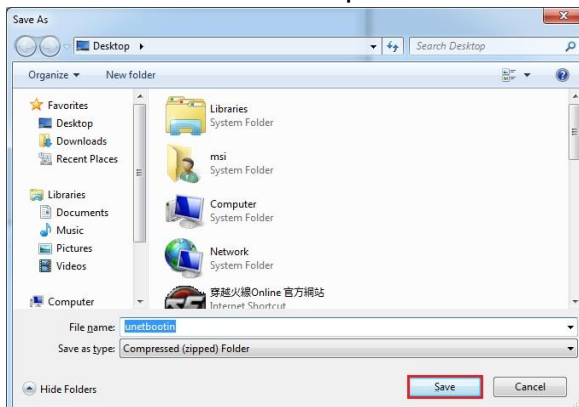 Save As
Desktop
Search Desktop
Organize
New folder
Favorites
Desktop
Downloads
Recent Places
Libraries
Documents
Music
Pictures
Videos
Computer
Libraries
System Folder
msi
System Folder
Computer
System Folder
Network
System Folder
穿越火線Online 官方網站
Internet Shortcut
File name: unetbootin
Save as type: Compressed (zipped) Folder
Hide Folders
Save
Cancel